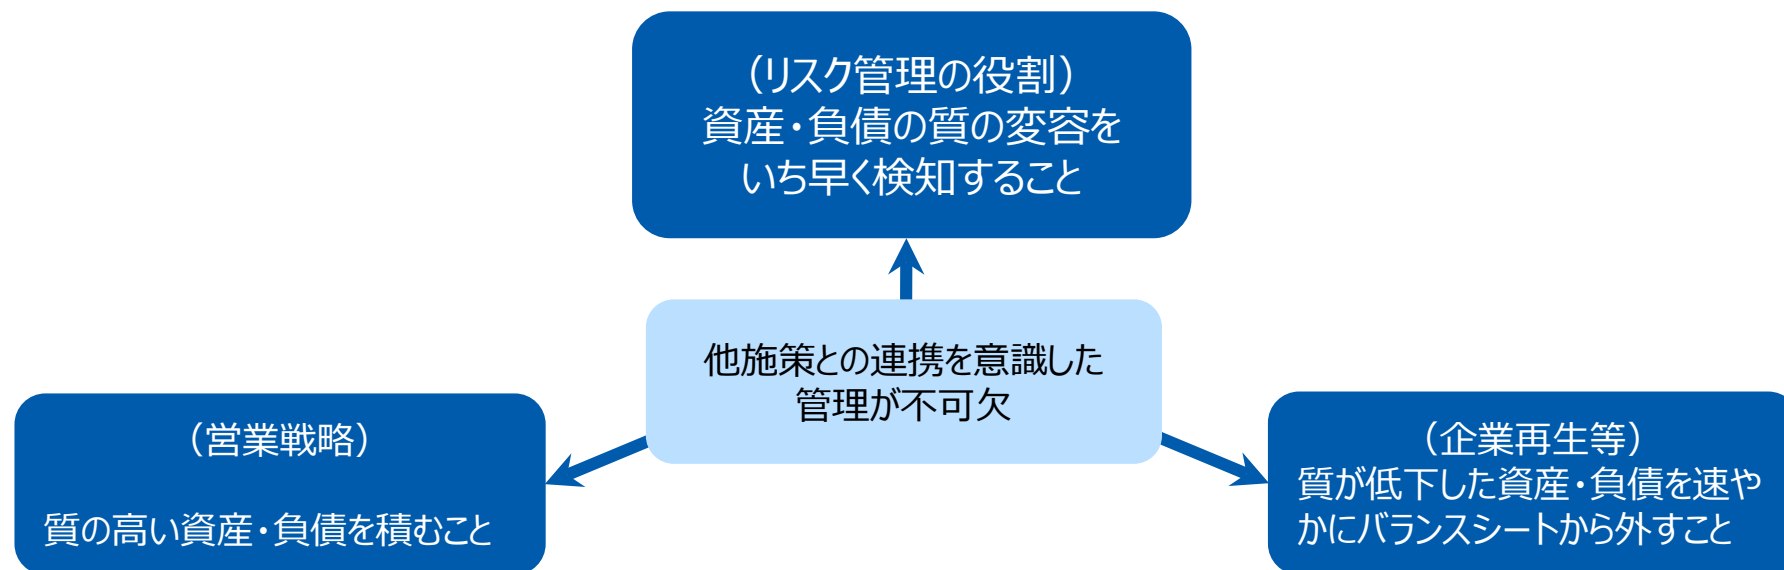 （リスク管理の役割）
資産・負債の質の変容を
いち早く検知すること
他施策との連携を意識した
管理が不可欠
（営業戦略）
質の高い資産・負債を積むこと
（企業再生等）
質が低下した資産・負債を速や
かにバランスシートから外すこと